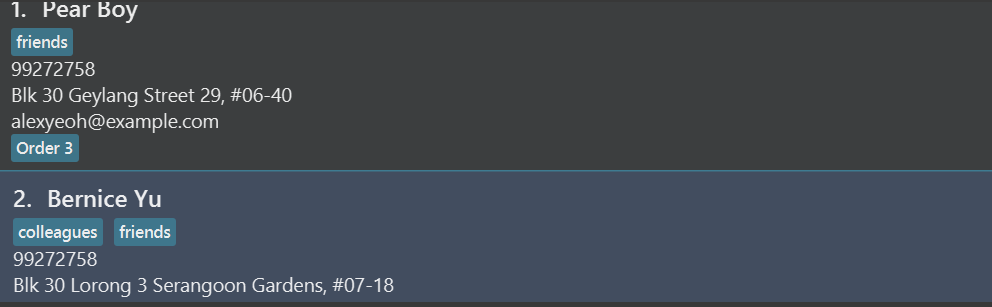 1. Pear Boy
friends
99272758
Blk 30 Geylang Street 29, #06-40
alexyeoh@example.com
Order 3
2. Bernice Yu
colleagues friends
99272758
Blk 30 Lorong 3 Serangoon Gardens, #07-18